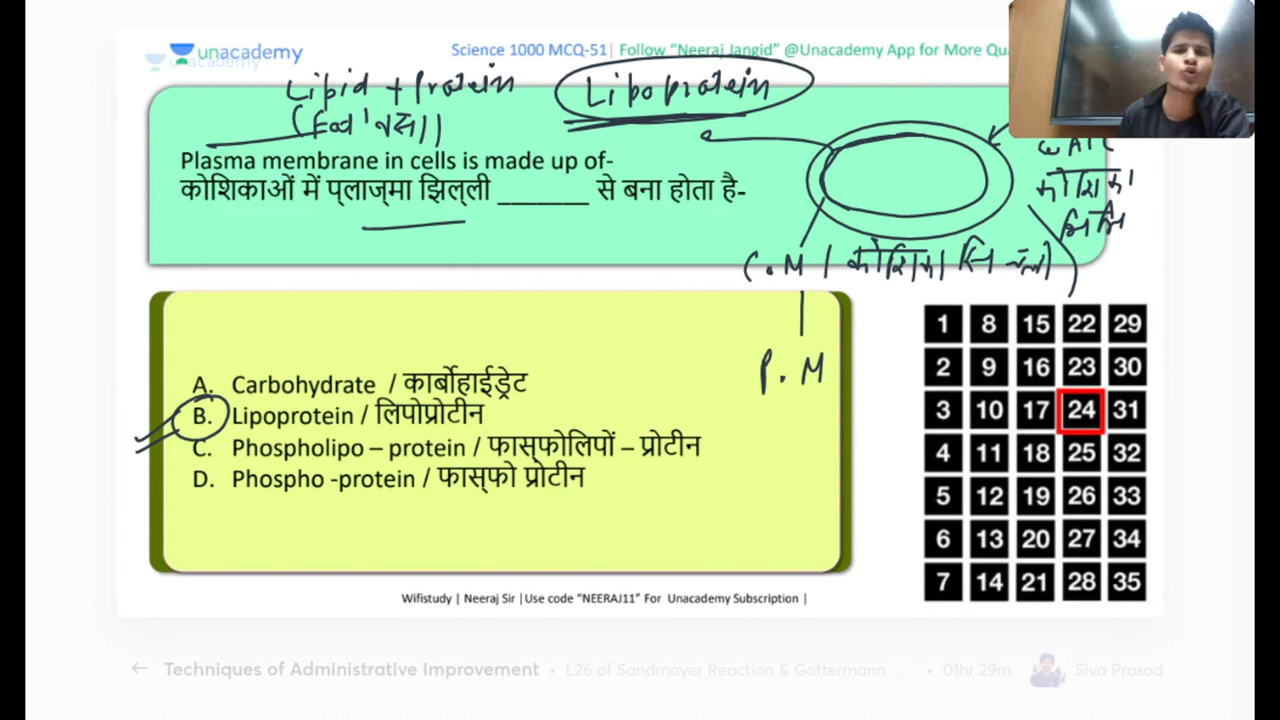 unacademy
Science 1000 MCQ-51| Follow “Neeraj Jangid” @Unacademy App for More Qu
Lipid + Protein
Lipoprotein
Plasma membrane in cells is made up of-
कोशिकाओं में प्लाज़्मा झिल्ली _______ से बना होता है-
कोशिका
भित्ति
C.M / कोशिका
P.M
A. Carbohydrate / कार्बोहाईड्रेट
B. Lipoprotein / लिपोप्रोटीन
C. Phospholipo – protein / फास्फोलिपों – प्रोटीन
D. Phospho -protein / फास्फो प्रोटीन
1 8 15 22 29
2 9 16 23 30
3 10 17 24 31
4 11 18 25 32
5 12 19 26 33
6 13 20 27 34
7 14 21 28 35
Wifistudy | Neeraj Sir |Use code “NEERAJ11” For Unacademy Subscription |
← Techniques of Administrative Improvement • L26 of Sandmayer Reaction & Gattermann ... • 01hr 29m Siva Prasad